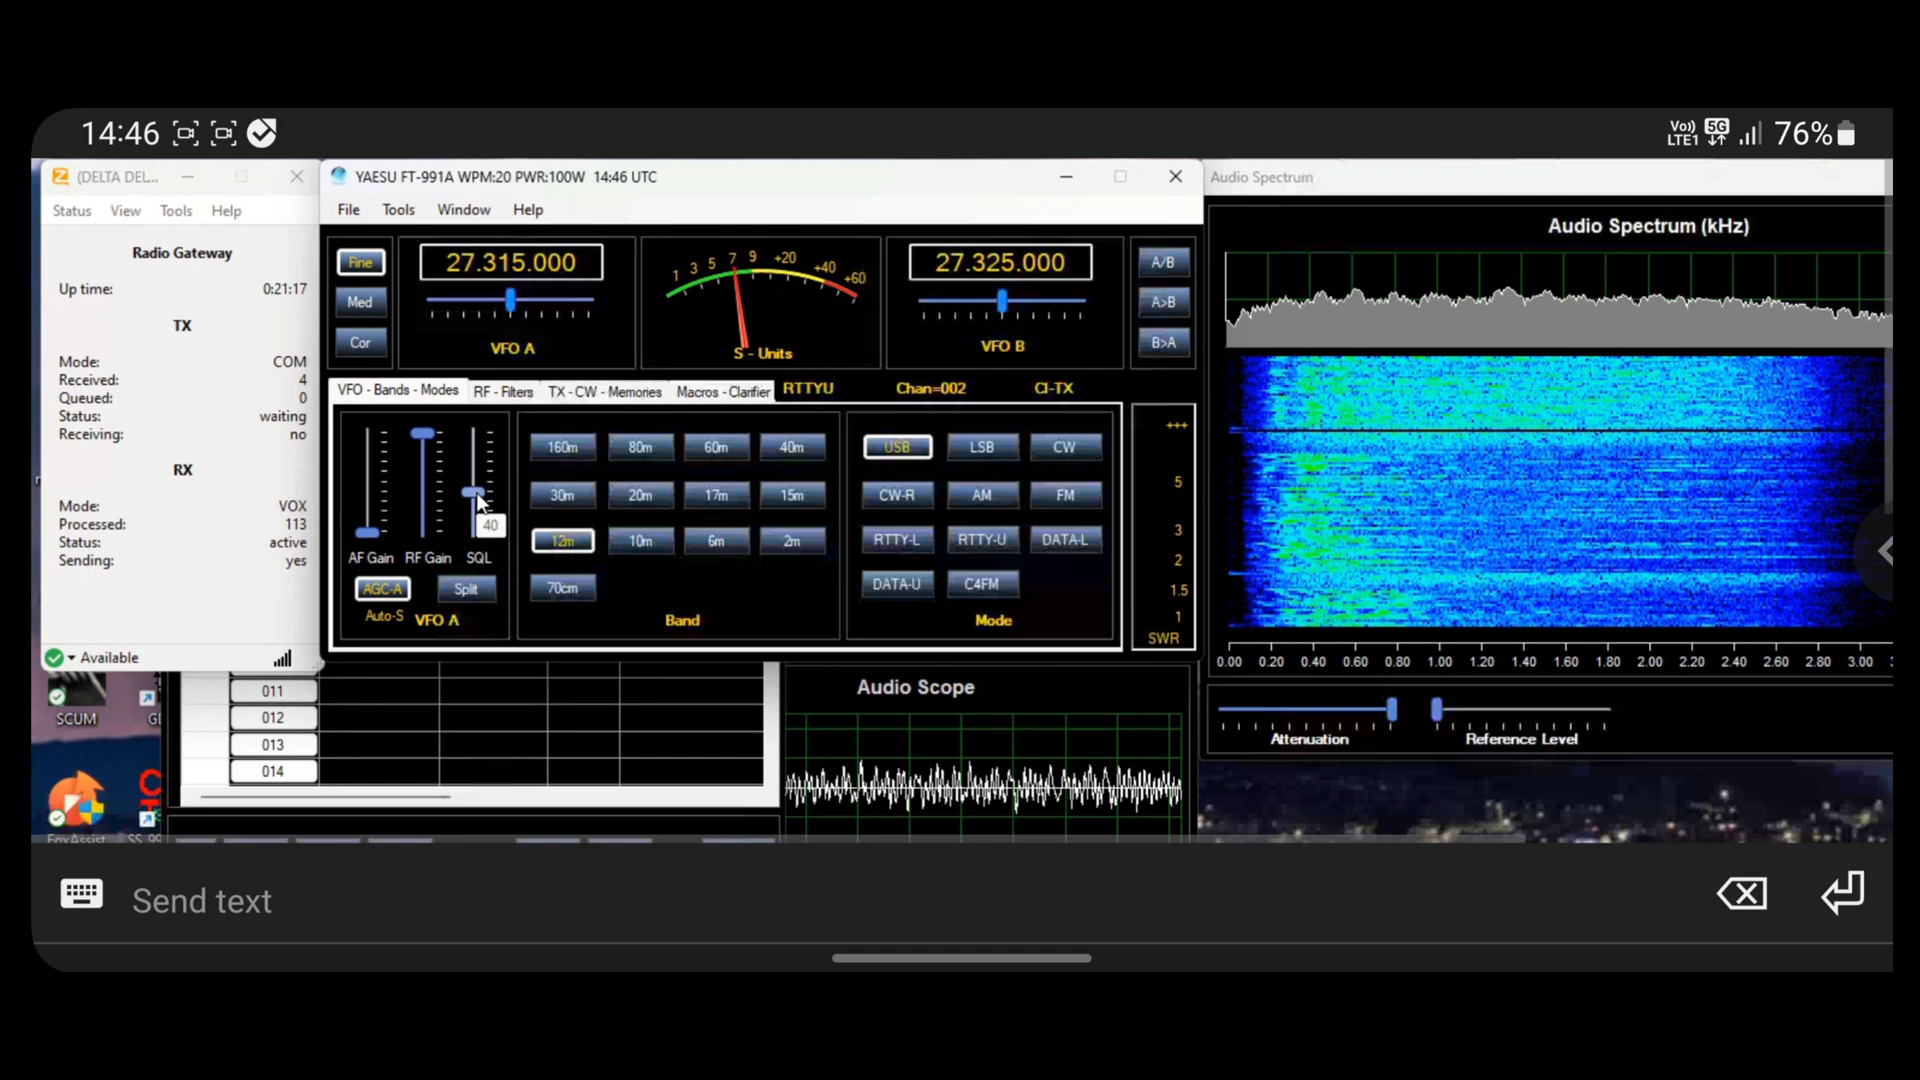 14:46
Vo)) LTE1 5G 76%
(DELTA DEL...
Status View Tools Help
Radio Gateway
Up time: 0:21:17
TX
Mode: COM
Received: 4
Queued: 0
Status: waiting
Receiving: no
RX
Mode: VOX
Processed: 113
Status: active
Sending: yes
Available
YAESU FT-991A WPM:20 PWR:100W 14:46 UTC
File Tools Window Help
Fine
Med
Cor
27.315.000
VFO A
1 3 5 7 9 +20 +40 +60
S - Units
27.325.000
VFO B
A/B
A>B
B>A
VFO - Bands - Modes RF - Filters TX - CW - Memories Macros - Clarifier RTTYU Chan=002 CI-TX
40
AF Gain RF Gain SQL
AGC-A Split
Auto-S VFO A
160m 80m 60m 40m
30m 20m 17m 15m
12m 10m 6m 2m
70cm
Band
USB LSB CW
CW-R AM FM
RTTY-L RTTY-U DATA-L
DATA-U C4FM
Mode
+++
5
3
2
1.5
1
SWR
Audio Spectrum
Audio Spectrum (kHz)
0.00 0.20 0.40 0.60 0.80 1.00 1.20 1.40 1.60 1.80 2.00 2.20 2.40 2.60 2.80 3.00
Attenuation Reference Level
SCUM
011
012
013
014
Audio Scope
FoxAssist
Send text